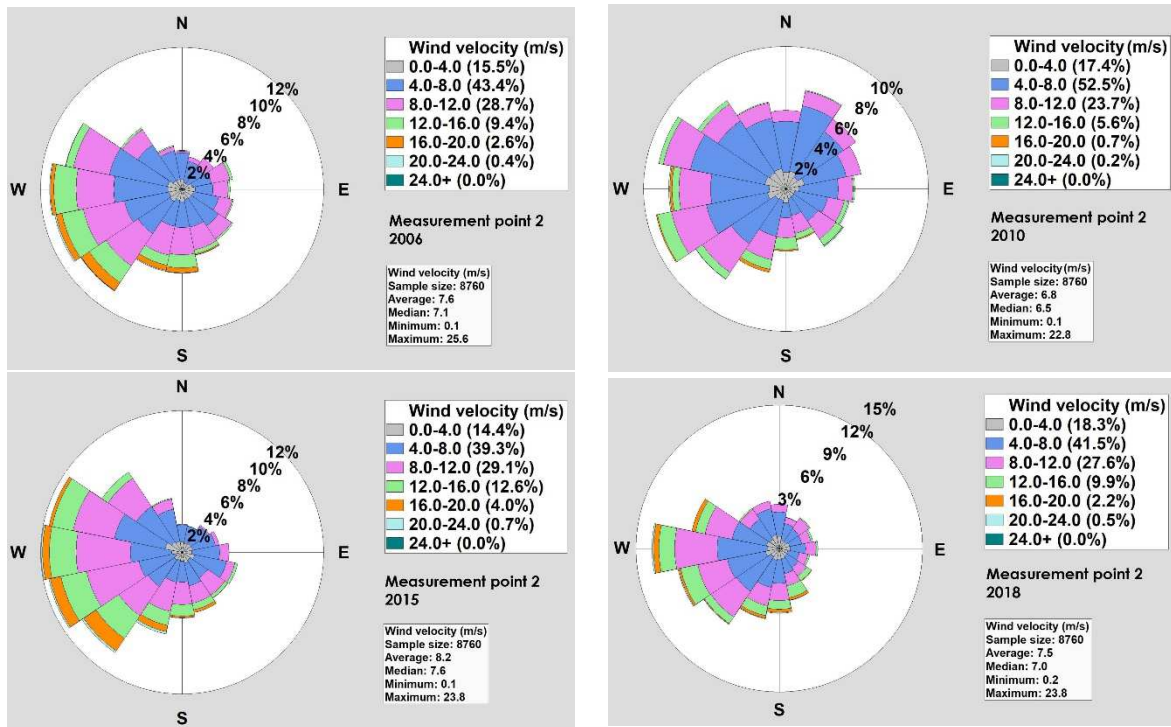 N
12%
10%
8%
6%
4%
2%
W
E
S
Wind velocity (m/s)
0.0-4.0 (15.5%)
4.0-8.0 (43.4%)
8.0-12.0 (28.7%)
12.0-16.0 (9.4%)
16.0-20.0 (2.6%)
20.0-24.0 (0.4%)
24.0+ (0.0%)
Measurement point 2
2006
Wind velocity (m/s)
Sample size: 8760
Average: 7.6
Median: 7.1
Minimum: 0.1
Maximum: 25.6
N
10%
8%
6%
4%
2%
W
E
S
Wind velocity (m/s)
0.0-4.0 (17.4%)
4.0-8.0 (52.5%)
8.0-12.0 (23.7%)
12.0-16.0 (5.6%)
16.0-20.0 (0.7%)
20.0-24.0 (0.2%)
24.0+ (0.0%)
Measurement point 2
2010
Wind velocity (m/s)
Sample size: 8760
Average: 6.8
Median: 6.5
Minimum: 0.1
Maximum: 22.8
N
12%
10%
8%
6%
4%
2%
W
E
S
Wind velocity (m/s)
0.0-4.0 (14.4%)
4.0-8.0 (39.3%)
8.0-12.0 (29.1%)
12.0-16.0 (12.6%)
16.0-20.0 (4.0%)
20.0-24.0 (0.7%)
24.0+ (0.0%)
Measurement point 2
2015
Wind velocity (m/s)
Sample size: 8760
Average: 8.2
Median: 7.6
Minimum: 0.1
Maximum: 23.8
N
15%
12%
9%
6%
3%
W
E
S
Wind velocity (m/s)
0.0-4.0 (18.3%)
4.0-8.0 (41.5%)
8.0-12.0 (27.6%)
12.0-16.0 (9.9%)
16.0-20.0 (2.2%)
20.0-24.0 (0.5%)
24.0+ (0.0%)
Measurement point 2
2018
Wind velocity (m/s)
Sample size: 8760
Average: 7.5
Median: 7.0
Minimum: 0.2
Maximum: 23.8